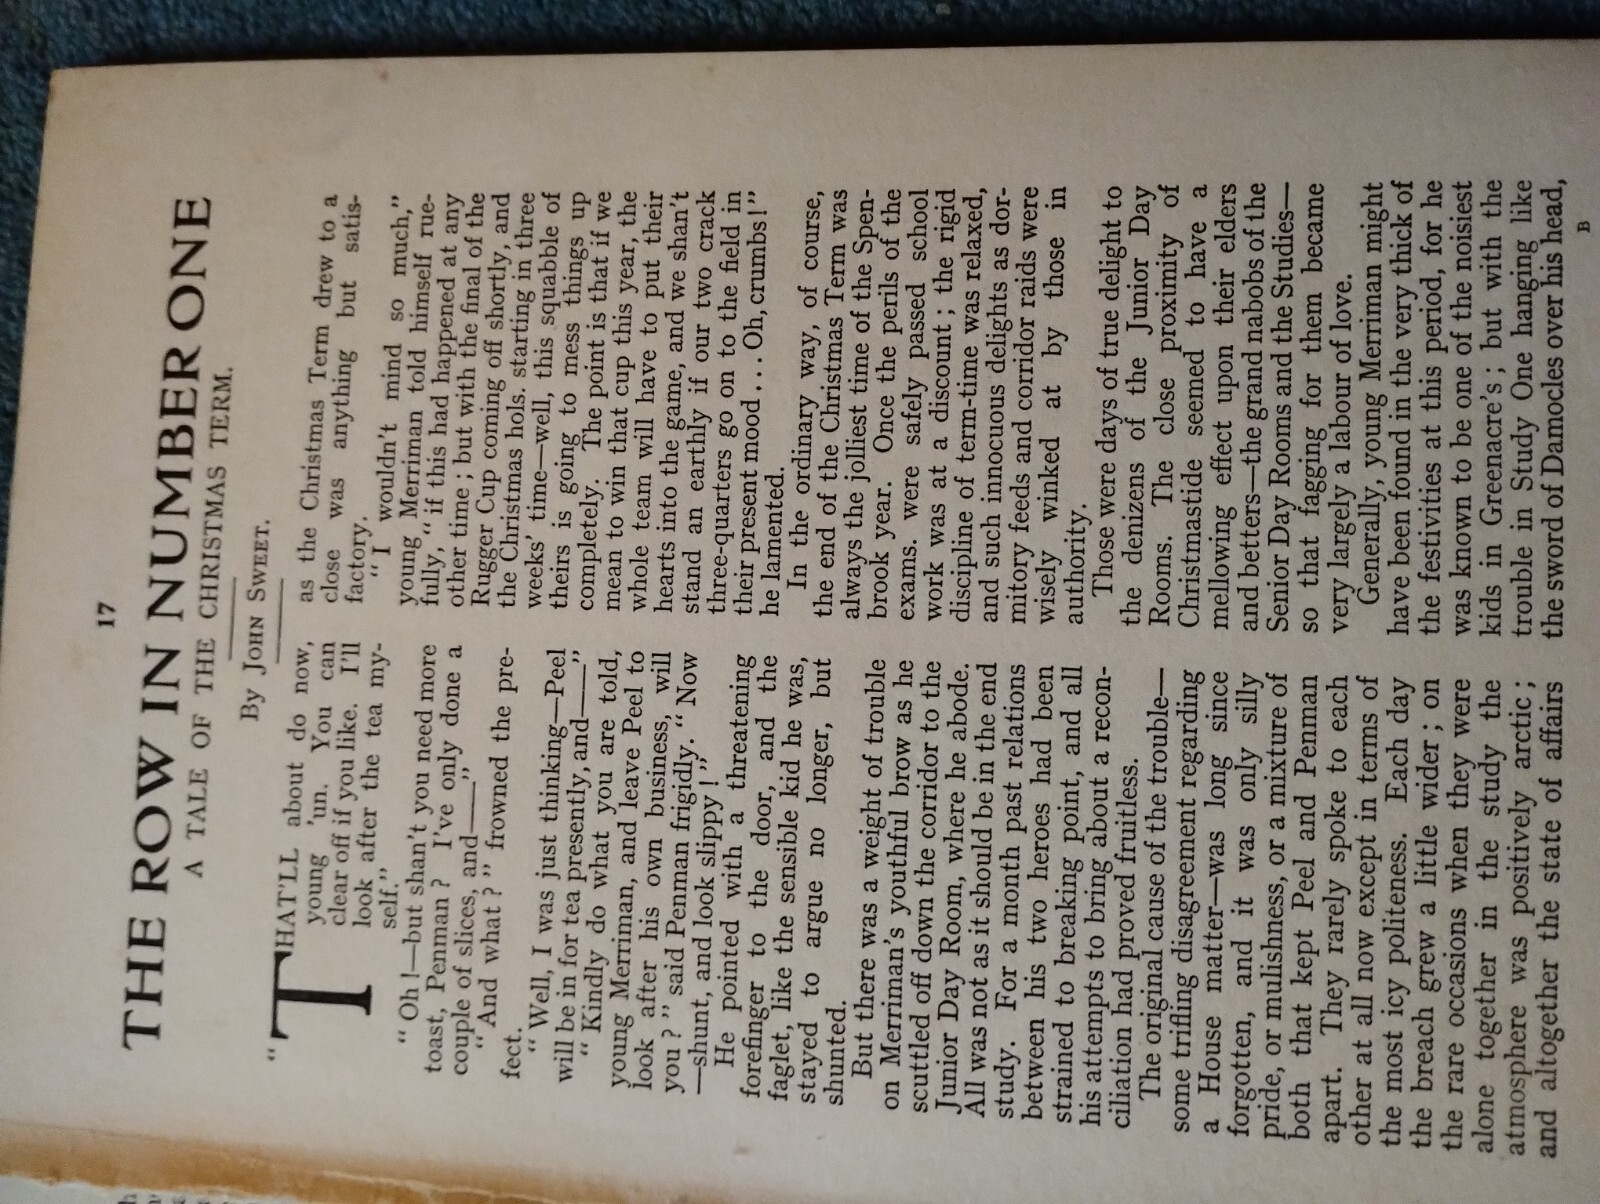 17
THE ROW IN NUMBER ONE
A TALE OF THE CHRISTMAS TERM.
By JOHN SWEET.
"THAT'LL about do now,
young 'un. You can
clear off if you like. I'll
look after the tea my-
self."
"Oh!—but shan't you need more
toast, Penman? I've only done a
couple of slices, and——"
"And what?" frowned the pre-
fect.
"Well, I was just thinking—Peel
will be in for tea presently, and——"
"Kindly do what you are told,
young Merriman, and leave Peel to
look after his own business, will
you?" said Penman frigidly. "Now
—shunt, and look slippy!"
He pointed with a threatening
forefinger to the door, and the
faglet, like the sensible kid he was,
stayed to argue no longer, but
shunted.
But there was a weight of trouble
on Merriman's youthful brow as he
scuttled off down the corridor to the
Junior Day Room, where he abode.
All was not as it should be in the end
study. For a month past relations
between his two heroes had been
strained to breaking point, and all
his attempts to bring about a recon-
ciliation had proved fruitless.
The original cause of the trouble—
some trifling disagreement regarding
a House matter—was long since
forgotten, and it was only silly
pride, or mulishness, or a mixture of
both that kept Peel and Penman
apart. They rarely spoke to each
other at all now except in terms of
the most icy politeness. Each day
the breach grew a little wider; on
the rare occasions when they were
alone together in the study the
atmosphere was positively arctic;
and altogether the state of affairs
as the Christmas Term drew to a
close was anything but satis-
factory.
"I wouldn't mind so much,"
young Merriman told himself rue-
fully, "if this had happened at any
other time; but with the final of the
Rugger Cup coming off shortly, and
the Christmas hols. starting in three
weeks' time—well, this squabble of
theirs is going to mess things up
completely. The point is that if we
mean to win that cup this year, the
whole team will have to put their
hearts into the game, and we shan't
stand an earthly if our two crack
three-quarters go on to the field in
their present mood... Oh, crumbs!"
he lamented.
In the ordinary way, of course,
the end of the Christmas Term was
always the jolliest time of the Spen-
brook year. Once the perils of the
exams. were safely passed school
work was at a discount; the rigid
discipline of term-time was relaxed,
and such innocuous delights as dor-
mitory feeds and corridor raids were
wisely winked at by those in
authority.
Those were days of true delight to
the denizens of the Junior Day
Rooms. The close proximity of
Christmastide seemed to have a
mellowing effect upon their elders
and betters—the grand nabobs of the
Senior Day Rooms and the Studies—
so that fagging for them became
very largely a labour of love.
Generally, young Merriman might
have been found in the very thick of
the festivities at this period, for he
was known to be one of the noisiest
kids in Greenacre's; but with the
trouble in Study One hanging like
the sword of Damocles over his head,
B